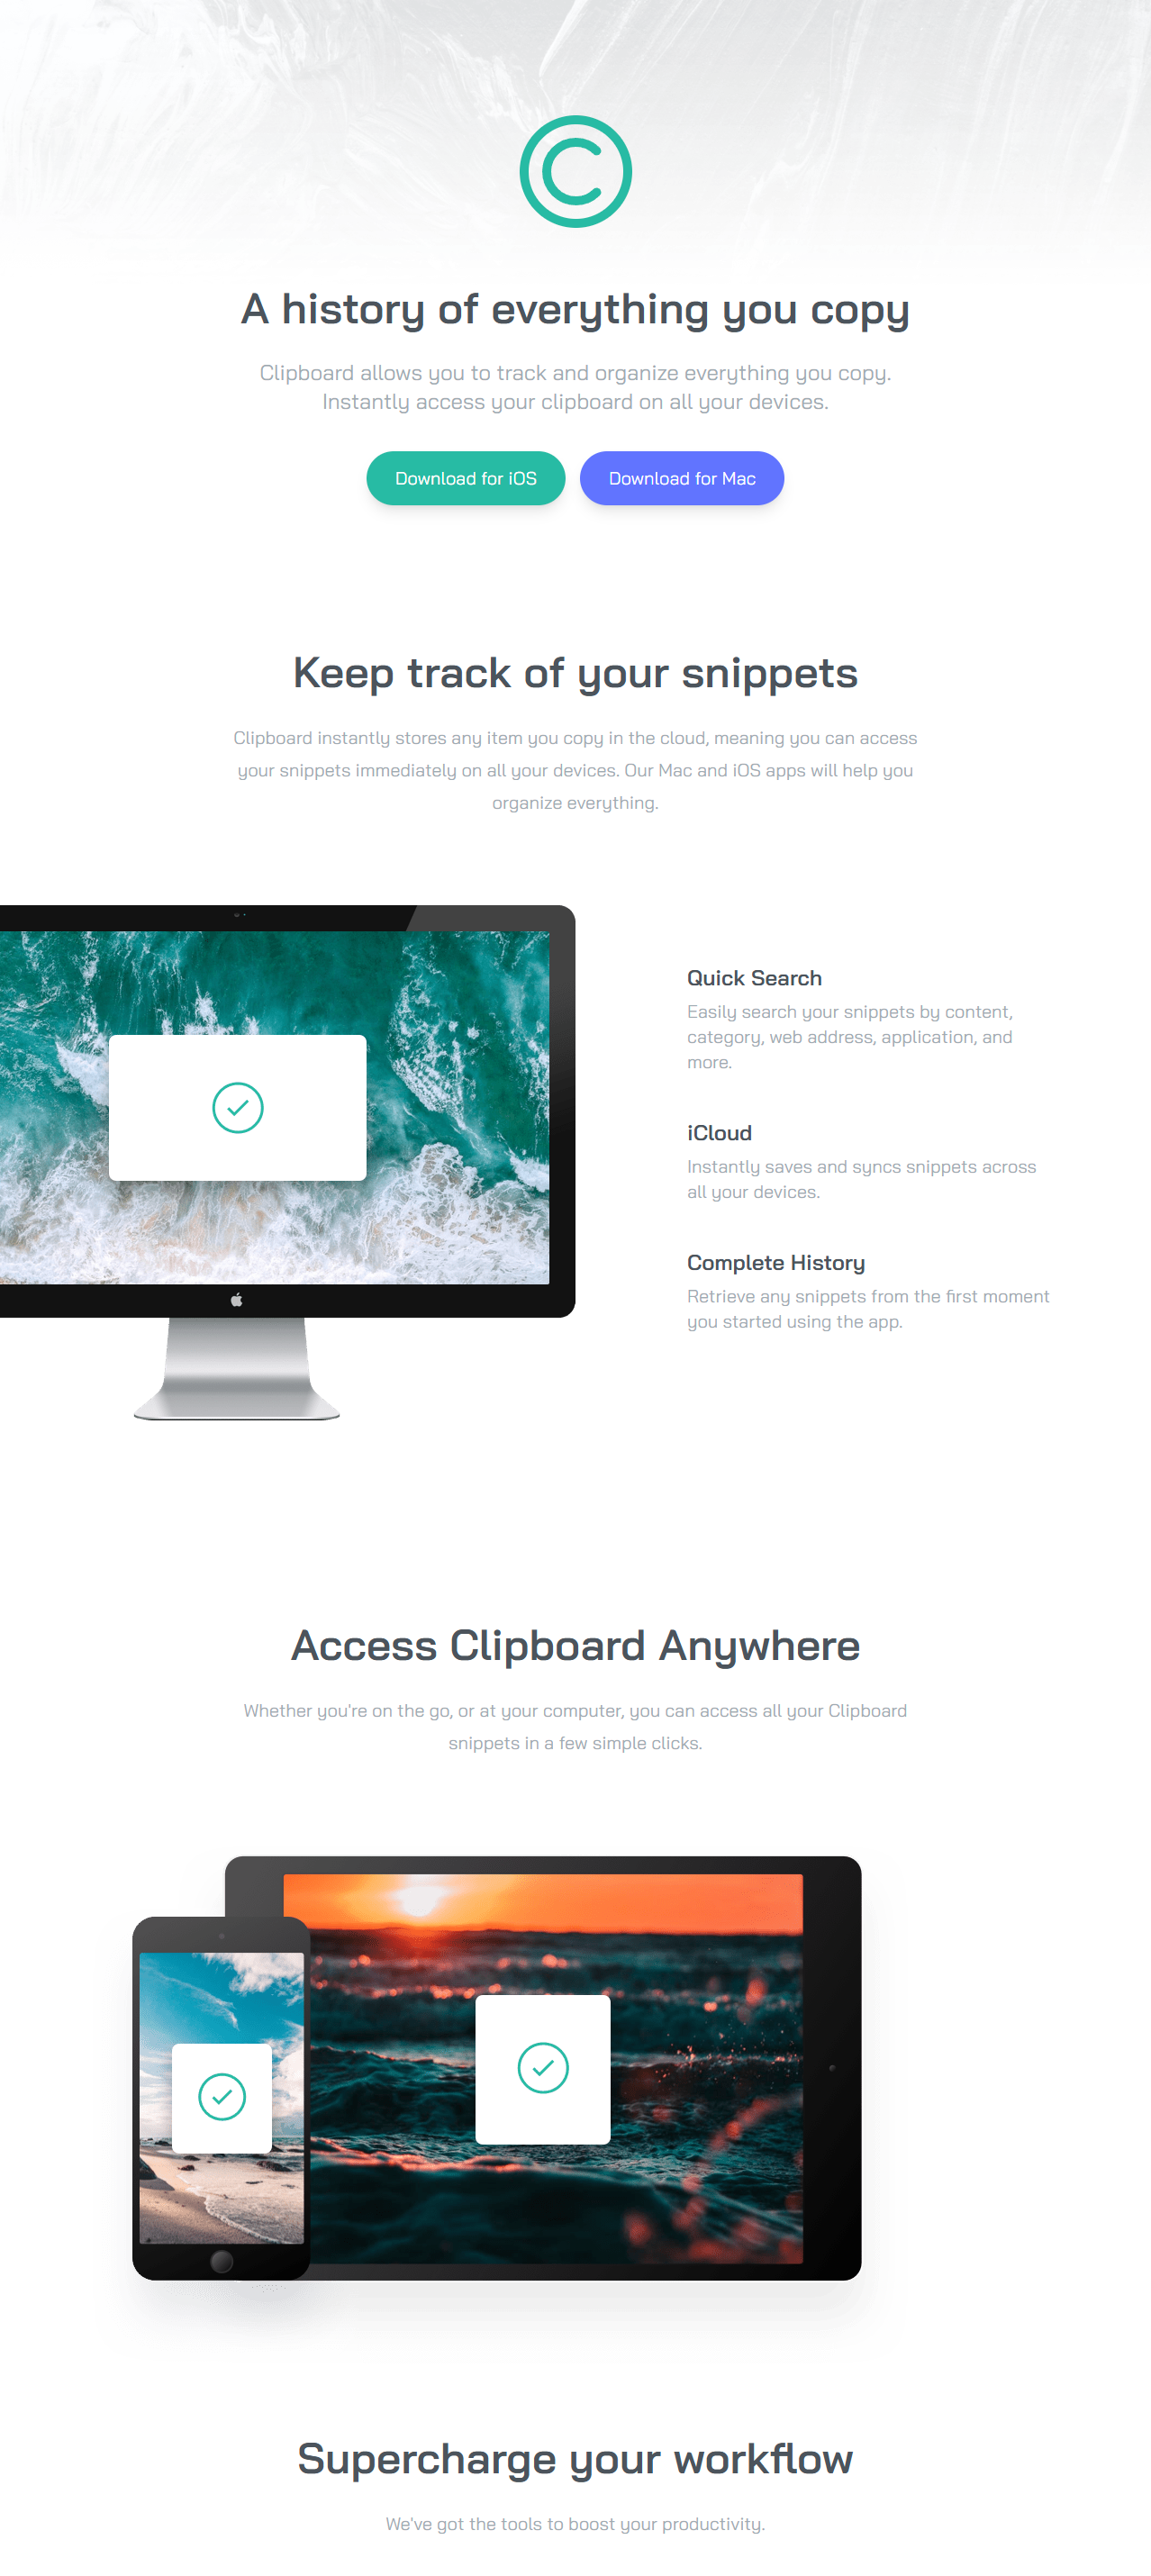 A history of everything you copy
Clipboard allows you to track and organize everything you copy.
Instantly access your clipboard on all your devices.
Download for iOS
Download for Mac
Keep track of your snippets
Clipboard instantly stores any item you copy in the cloud, meaning you can access
your snippets immediately on all your devices. Our Mac and iOS apps will help you
organize everything.
Quick Search
Easily search your snippets by content,
category, web address, application, and
more.
iCloud
Instantly saves and syncs snippets across
all your devices.
Complete History
Retrieve any snippets from the first moment
you started using the app.
Access Clipboard Anywhere
Whether you're on the go, or at your computer, you can access all your Clipboard
snippets in a few simple clicks.
Supercharge your workflow
We've got the tools to boost your productivity.